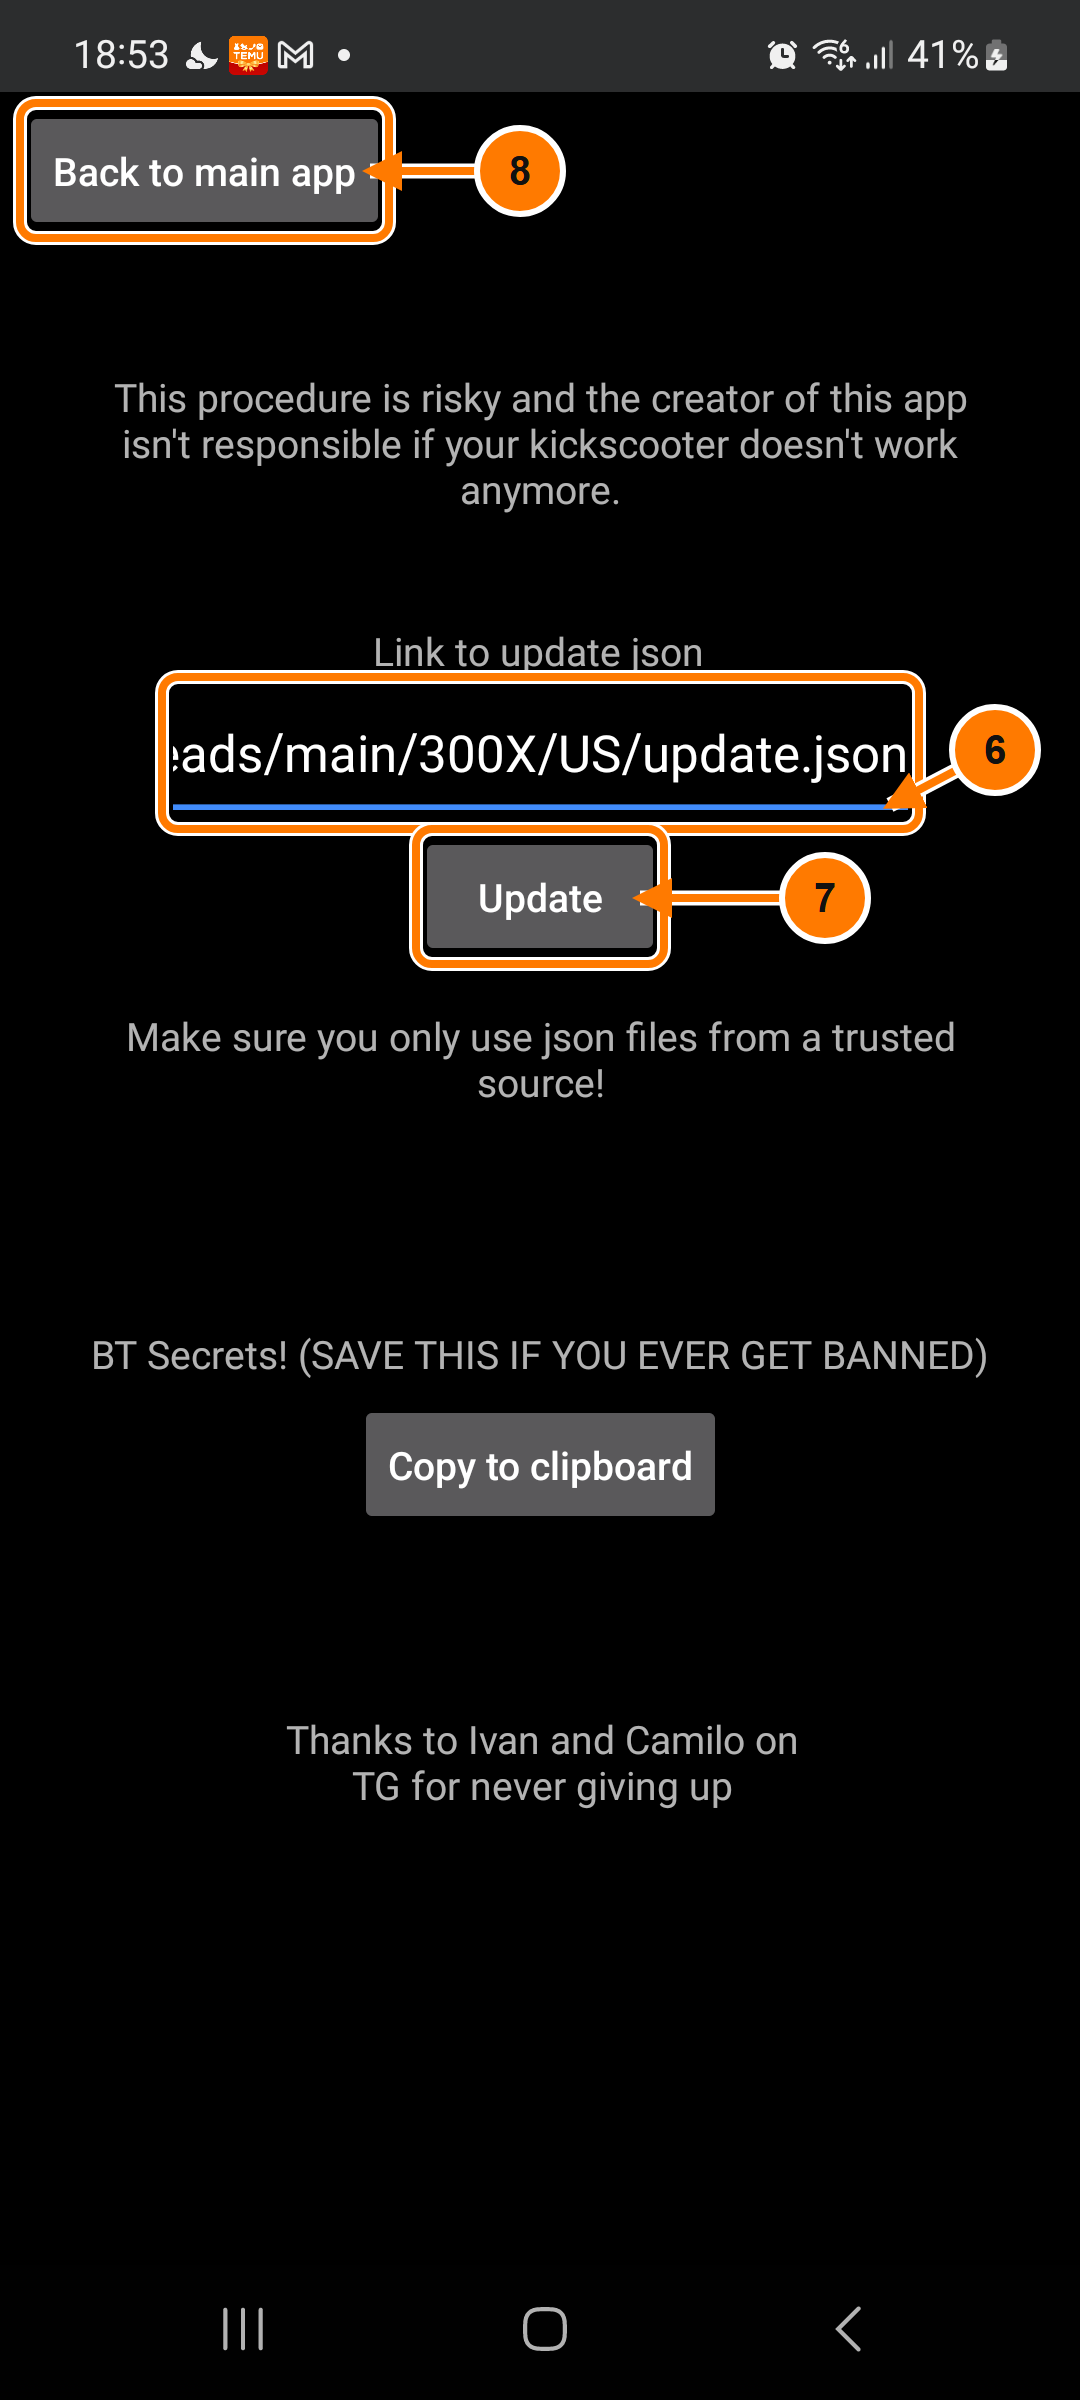 18:53 TEMU 6 41%
Back to main app 8
This procedure is risky and the creator of this app
isn't responsible if your kickscooter doesn't work
anymore.
Link to update json
eads/main/300X/US/update.json 6
Update 7
Make sure you only use json files from a trusted
source!
BT Secrets! (SAVE THIS IF YOU EVER GET BANNED)
Copy to clipboard
Thanks to Ivan and Camilo on
TG for never giving up